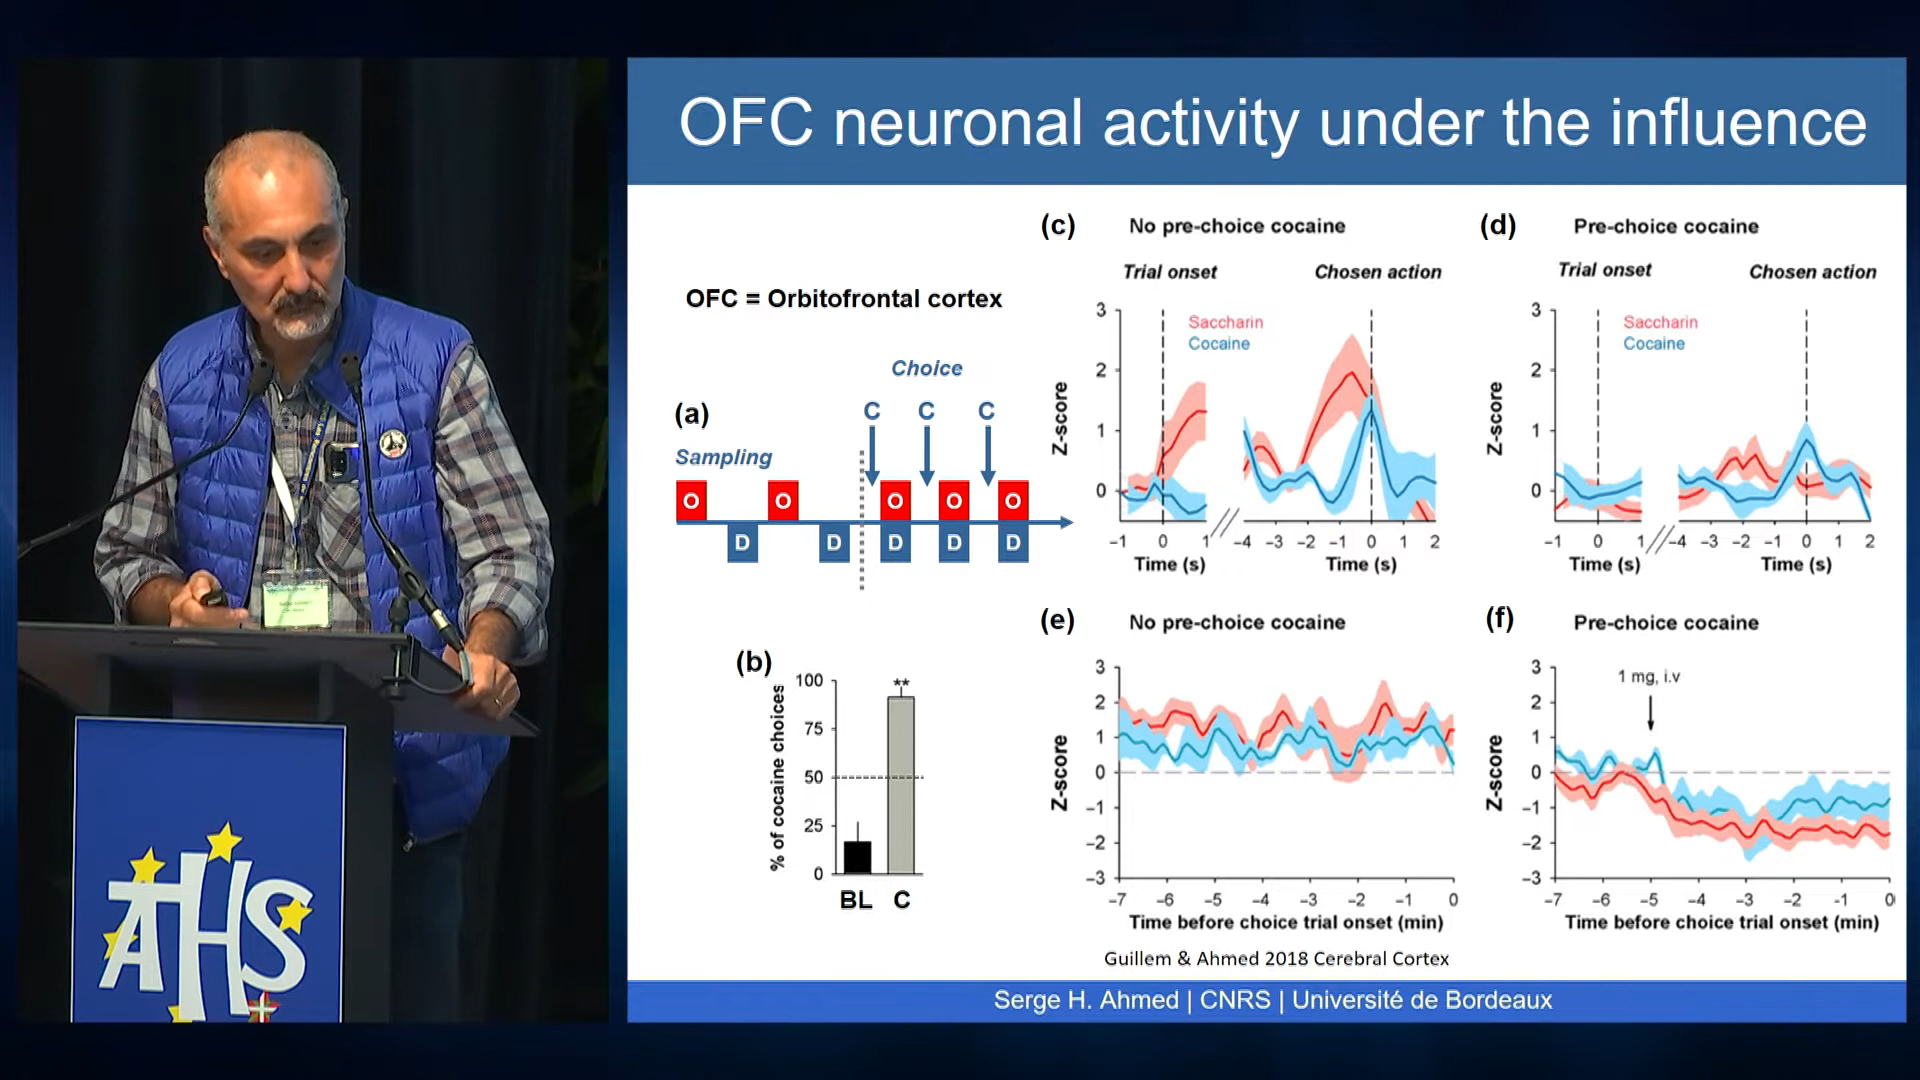 OFC neuronal activity under the influence
OFC = Orbitofrontal cortex
(a)
Sampling
Choice
C C C
O O O O O
D D D D D
(b)
% of cocaine choices
100
75
50
25
0
**
BL C
(c) No pre-choice cocaine
Trial onset Chosen action
Saccharin
Cocaine
Z-score
3
2
1
0
−1 0 1 −4 −3 −2 −1 0 1 2
Time (s) Time (s)
(d) Pre-choice cocaine
Trial onset Chosen action
Saccharin
Cocaine
Z-score
3
2
1
0
−1 0 1 −4 −3 −2 −1 0 1 2
Time (s) Time (s)
(e) No pre-choice cocaine
Z-score
3
2
1
0
−1
−2
−3
−7 −6 −5 −4 −3 −2 −1 0
Time before choice trial onset (min)
(f) Pre-choice cocaine
1 mg, i.v
Z-score
3
2
1
0
−1
−2
−3
−7 −6 −5 −4 −3 −2 −1 0
Time before choice trial onset (min)
Guillem & Ahmed 2018 Cerebral Cortex
Serge H. Ahmed | CNRS | Université de Bordeaux
AHS